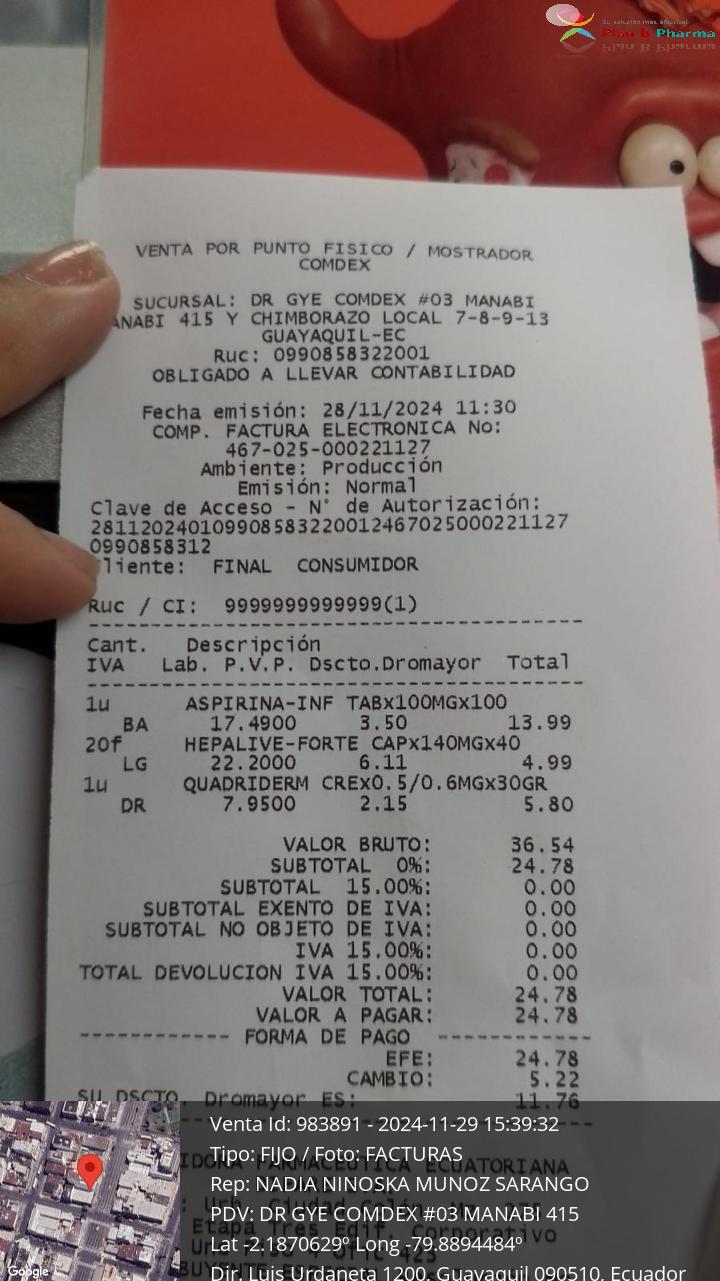 Su solución más efectiva!
Plan B Pharma
VENTA POR PUNTO FISICO / MOSTRADOR
COMDEX
SUCURSAL: DR GYE COMDEX #03 MANABI
ANABI 415 Y CHIMBORAZO LOCAL 7-8-9-13
GUAYAQUIL-EC
Ruc: 0990858322001
OBLIGADO A LLEVAR CONTABILIDAD
Fecha emisión: 28/11/2024 11:30
COMP. FACTURA ELECTRONICA No:
467-025-000221127
Ambiente: Producción
Emisión: Normal
Clave de Acceso - N° de Autorización:
281120240109908583220012467025000221127
0990858312
liente: FINAL CONSUMIDOR
Ruc / CI: 9999999999999(1)
Cant. Descripción
IVA Lab. P.V.P. Dscto.Dromayor Total
1u ASPIRINA-INF TABx100MGx100
BA 17.4900 3.50 13.99
20f HEPALIVE-FORTE CAPx140MGx40
LG 22.2000 6.11 4.99
1u QUADRIDERM CREx0.5/0.6MGx30GR
DR 7.9500 2.15 5.80
VALOR BRUTO: 36.54
SUBTOTAL 0%: 24.78
SUBTOTAL 15.00%: 0.00
SUBTOTAL EXENTO DE IVA: 0.00
SUBTOTAL NO OBJETO DE IVA: 0.00
IVA 15.00%: 0.00
TOTAL DEVOLUCION IVA 15.00%: 0.00
VALOR TOTAL: 24.78
VALOR A PAGAR: 24.78
------------ FORMA DE PAGO ------------
EFE: 24.78
CAMBIO: 5.22
SU DSCTO. Dromayor ES: 11.76
IDORA FARMACEUTICA ECUATORIANA
Venta Id: 983891 - 2024-11-29 15:39:32
Tipo: FIJO / Foto: FACTURAS
Rep: NADIA NINOSKA MUNOZ SARANGO
PDV: DR GYE COMDEX #03 MANABI 415
Lat -2.1870629º Long -79.8894484º
Dir. Luis Urdaneta 1200, Guayaquil 090510, Ecuador
Google